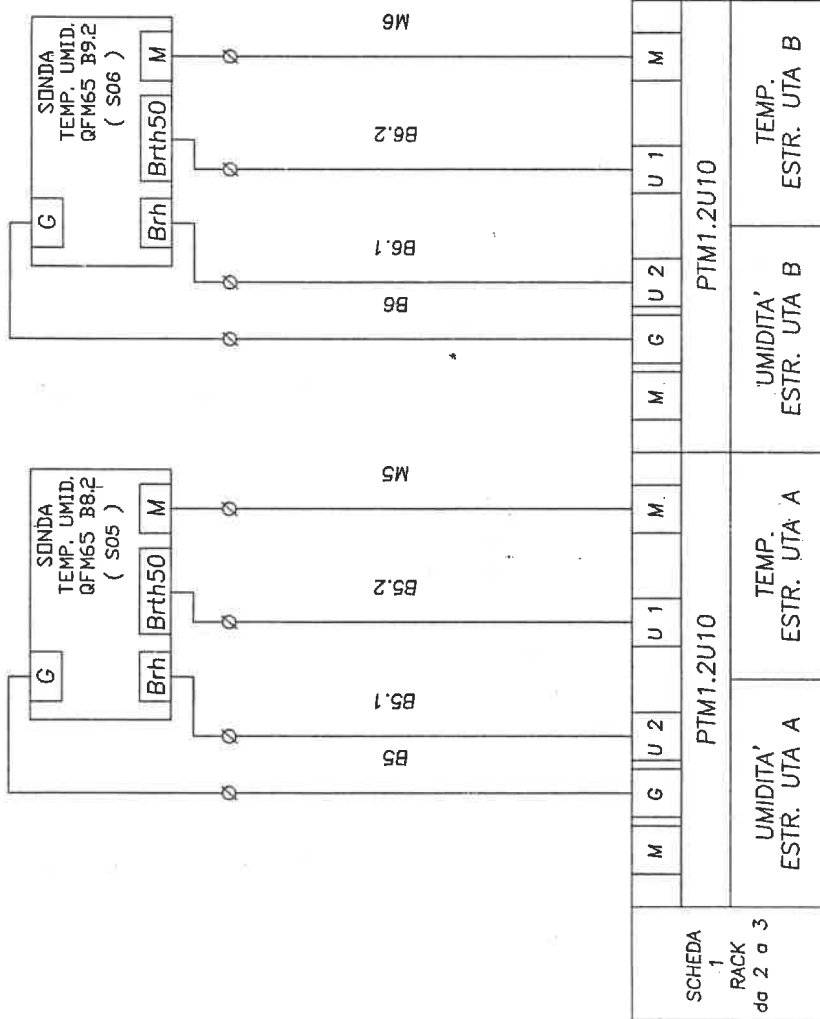 SONDA
TEMP. UMID.
QFM65 B8.2
( S05 )
G
Brh
Brth50
M
SONDA
TEMP. UMID.
QFM65 B9.2
( S06 )
G
Brh
Brth50
M
B5
B5.1
B5.2
M5
B6
B6.1
B6.2
M6
SCHEDA
1
RACK
da 2 a 3
M
G
U 2
U 1
M
M
G
U 2
U 1
M
PTM1.2U10
PTM1.2U10
UMIDITA'
ESTR. UTA A
TEMP.
ESTR. UTA A
UMIDITA'
ESTR. UTA B
TEMP.
ESTR. UTA B